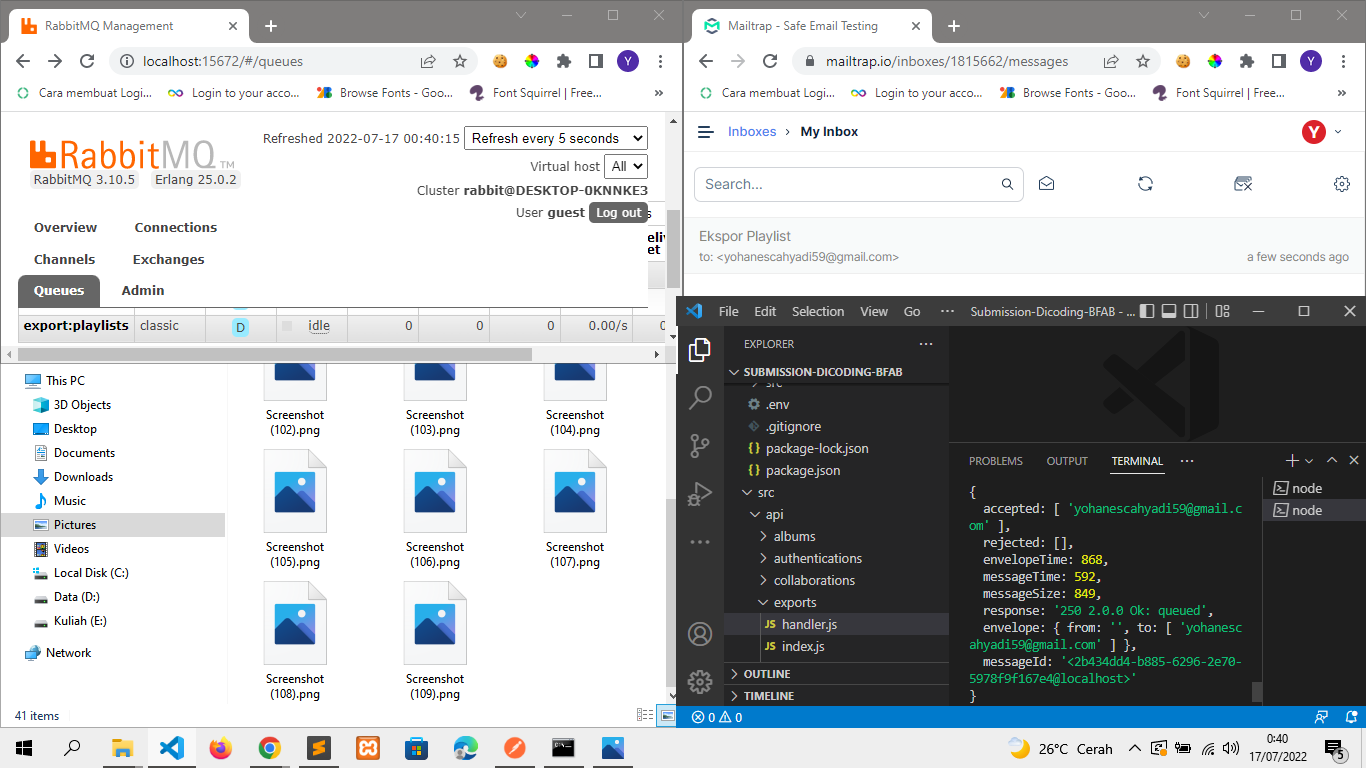 RabbitMQ Management
localhost:15672/#/queues
Cara membuat Logi...
Login to your acco...
Browse Fonts - Goo...
Font Squirrel | Free...
»
RabbitMQ TM
RabbitMQ 3.10.5
Erlang 25.0.2
Refreshed 2022-07-17 00:40:15
Refresh every 5 seconds
Virtual host
All
Cluster rabbit@DESKTOP-0KNNKE3
User guest Log out
Overview
Connections
Channels
Exchanges
Queues
Admin
export:playlists
classic
D
idle
0
0
0
0.00/s
Mailtrap - Safe Email Testing
mailtrap.io/inboxes/1815662/messages
Y
Cara membuat Logi...
Login to your acco...
Browse Fonts - Goo...
Font Squirrel | Free...
»
Inboxes › My Inbox
Y
Search...
Ekspor Playlist
to: <yohanescahyadi59@gmail.com>
a few seconds ago
This PC
3D Objects
Desktop
Documents
Downloads
Music
Pictures
Videos
Local Disk (C:)
Data (D:)
Kuliah (E:)
Network
Screenshot
(102).png
Screenshot
(103).png
Screenshot
(104).png
Screenshot
(105).png
Screenshot
(106).png
Screenshot
(107).png
Screenshot
(108).png
Screenshot
(109).png
41 items
File
Edit
Selection
View
Go
···
Submission-Dicoding-BFAB - ...
EXPLORER
···
SUBMISSION-DICODING-BFAB
src
.env
.gitignore
{} package-lock.json
{} package.json
src
api
albums
authentications
collaborations
exports
JS handler.js
JS index.js
OUTLINE
TIMELINE
PROBLEMS
OUTPUT
TERMINAL
···
{
accepted: [ 'yohanescahyadi59@gmail.c
om' ],
rejected: [],
envelopeTime: 868,
messageTime: 592,
messageSize: 849,
response: '250 2.0.0 Ok: queued',
envelope: { from: '', to: [ 'yohanesc
ahyadi59@gmail.com' ] },
messageId: '<2b434dd4-b885-6296-2e70-
5978f9f167e4@localhost>'
}
node
node
0
0
26°C Cerah
0:40
17/07/2022
5